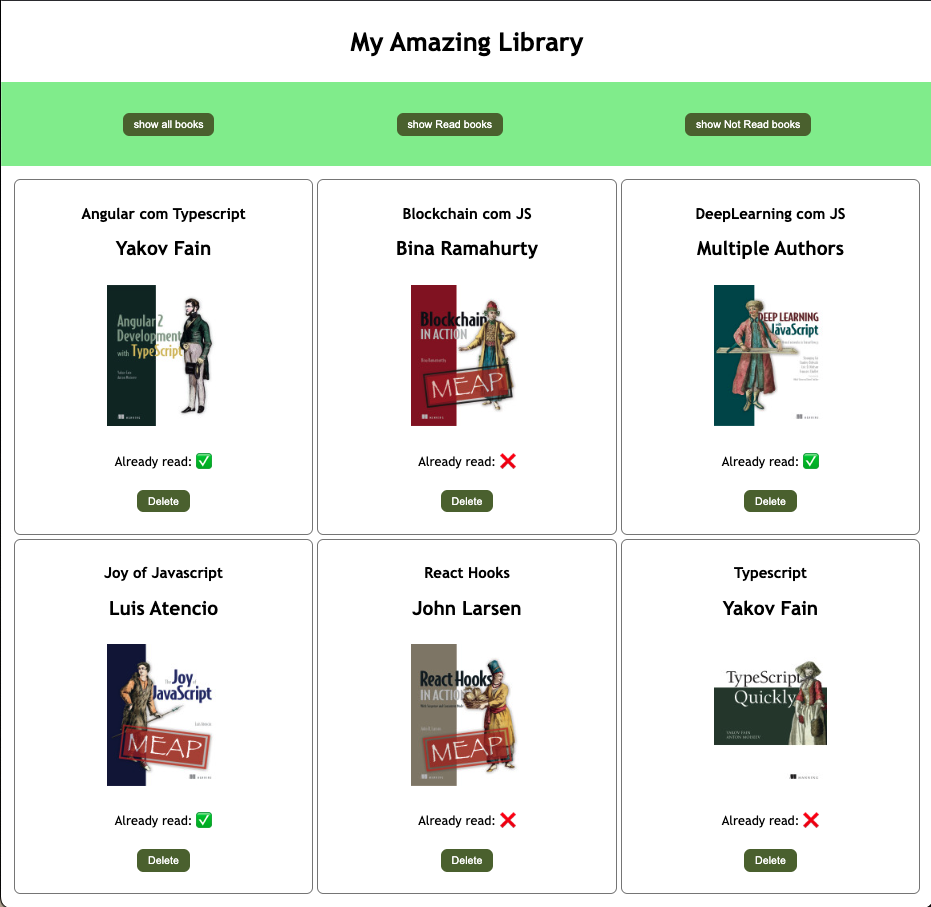 My Amazing Library
show all books
show Read books
show Not Read books
Angular com Typescript
Yakov Fain
Angular 2
Development
with TypeScript
Already read: ✅
Delete
Blockchain com JS
Bina Ramahurty
Blockchain
IN ACTION
MEAP
Already read: ❌
Delete
DeepLearning com JS
Multiple Authors
DEEP LEARNING
JavaScript
Already read: ✅
Delete
Joy of Javascript
Luis Atencio
The Joy
JavaScript
Luis Atencio
MEAP
MANNING
Already read: ✅
Delete
React Hooks
John Larsen
React Hooks
IN ACTION
MEAP
Already read: ❌
Delete
Typescript
Yakov Fain
TypeScript
Quickly
YAKOV FAIN
ANTON MOISEEV
MANNING
Already read: ❌
Delete